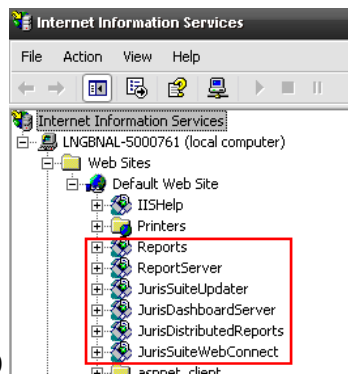 Internet Information Services
File Action View Help
Internet Information Services
LNGBNAL-5000761 (local computer)
Web Sites
Default Web Site
IISHelp
Printers
Reports
ReportServer
JurisSuiteUpdater
JurisDashboardServer
JurisDistributedReports
JurisSuiteWebConnect
)
aspnet_client